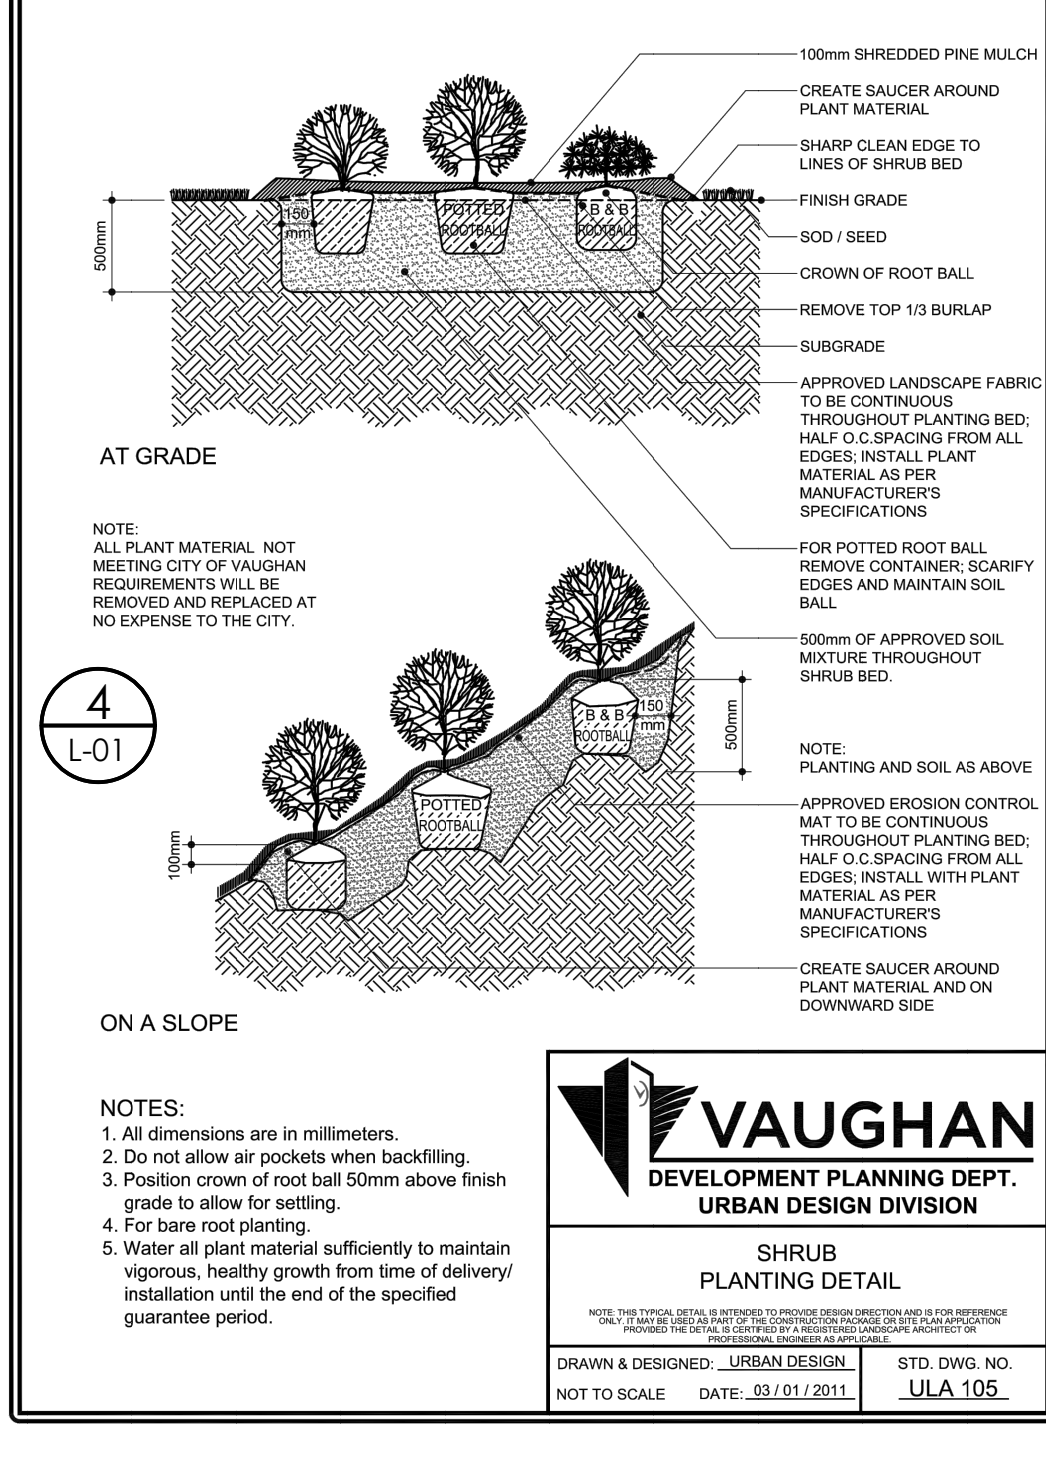 100mm SHREDDED PINE MULCH
CREATE SAUCER AROUND
PLANT MATERIAL
SHARP CLEAN EDGE TO
LINES OF SHRUB BED
FINISH GRADE
SOD / SEED
CROWN OF ROOT BALL
REMOVE TOP 1/3 BURLAP
SUBGRADE
APPROVED LANDSCAPE FABRIC
TO BE CONTINUOUS
THROUGHOUT PLANTING BED;
HALF O.C.SPACING FROM ALL
EDGES; INSTALL PLANT
MATERIAL AS PER
MANUFACTURER'S
SPECIFICATIONS
FOR POTTED ROOT BALL
REMOVE CONTAINER; SCARIFY
EDGES AND MAINTAIN SOIL
BALL
500mm OF APPROVED SOIL
MIXTURE THROUGHOUT
SHRUB BED.
500mm
150
mm
POTTED
ROOTBALL
B & B
ROOTBALL
AT GRADE
NOTE:
ALL PLANT MATERIAL NOT
MEETING CITY OF VAUGHAN
REQUIREMENTS WILL BE
REMOVED AND REPLACED AT
NO EXPENSE TO THE CITY.
4
L-01
B & B
ROOTBALL
150
mm
500mm
POTTED
ROOTBALL
100mm
NOTE:
PLANTING AND SOIL AS ABOVE
APPROVED EROSION CONTROL
MAT TO BE CONTINUOUS
THROUGHOUT PLANTING BED;
HALF O.C.SPACING FROM ALL
EDGES; INSTALL WITH PLANT
MATERIAL AS PER
MANUFACTURER'S
SPECIFICATIONS
CREATE SAUCER AROUND
PLANT MATERIAL AND ON
DOWNWARD SIDE
ON A SLOPE
NOTES:
1. All dimensions are in millimeters.
2. Do not allow air pockets when backfilling.
3. Position crown of root ball 50mm above finish
grade to allow for settling.
4. For bare root planting.
5. Water all plant material sufficiently to maintain
vigorous, healthy growth from time of delivery/
installation until the end of the specified
guarantee period.
VAUGHAN
DEVELOPMENT PLANNING DEPT.
URBAN DESIGN DIVISION
SHRUB
PLANTING DETAIL
NOTE: THIS TYPICAL DETAIL IS INTENDED TO PROVIDE DESIGN DIRECTION AND IS FOR REFERENCE
ONLY. IT MAY BE USED AS PART OF THE CONSTRUCTION PACKAGE OR SITE PLAN APPLICATION
PROVIDED THE DETAIL IS CERTIFIED BY A REGISTERED LANDSCAPE ARCHITECT OR
PROFESSIONAL ENGINEER AS APPLICABLE.
DRAWN & DESIGNED: URBAN DESIGN
NOT TO SCALE DATE: 03 / 01 / 2011
STD. DWG. NO.
ULA 105